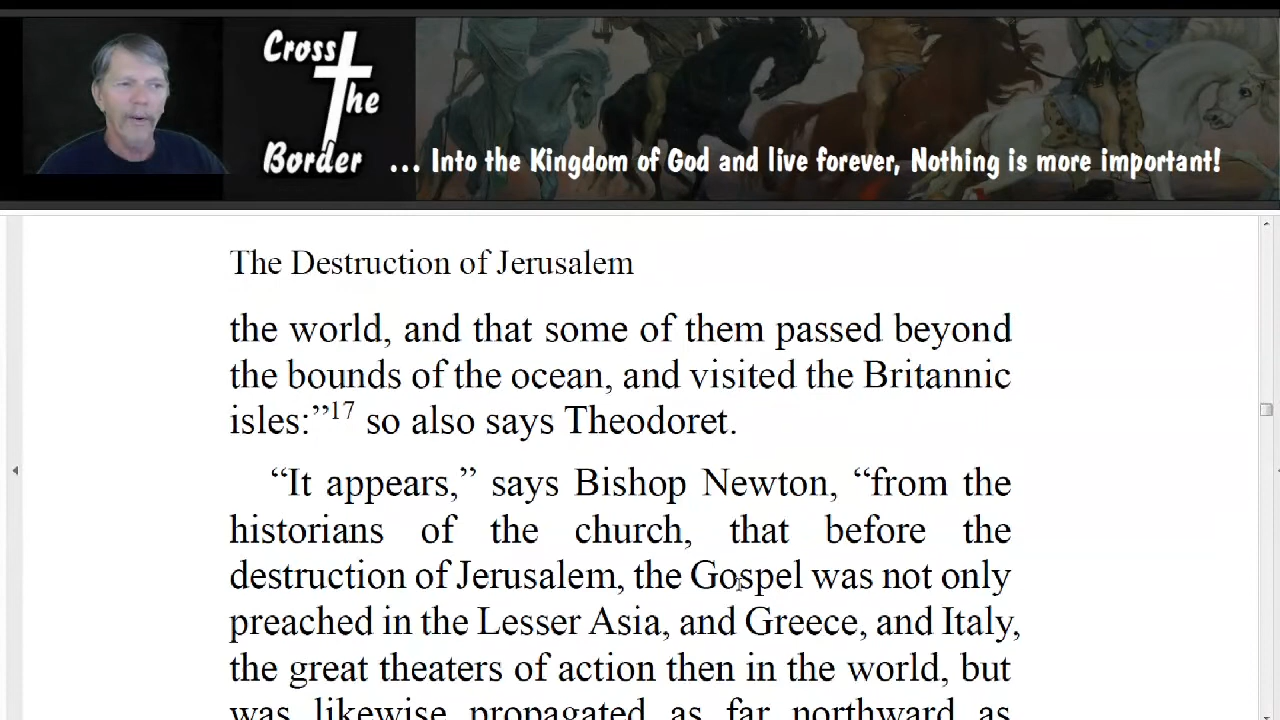 Cross
The
Border
... Into the Kingdom of God and live forever, Nothing is more important!
The Destruction of Jerusalem
the world, and that some of them passed beyond
the bounds of the ocean, and visited the Britannic
isles:”17 so also says Theodoret.
“It appears,” says Bishop Newton, “from the
historians of the church, that before the
destruction of Jerusalem, the Gospel was not only
preached in the Lesser Asia, and Greece, and Italy,
the great theaters of action then in the world, but
was likewise propagated as far northward as